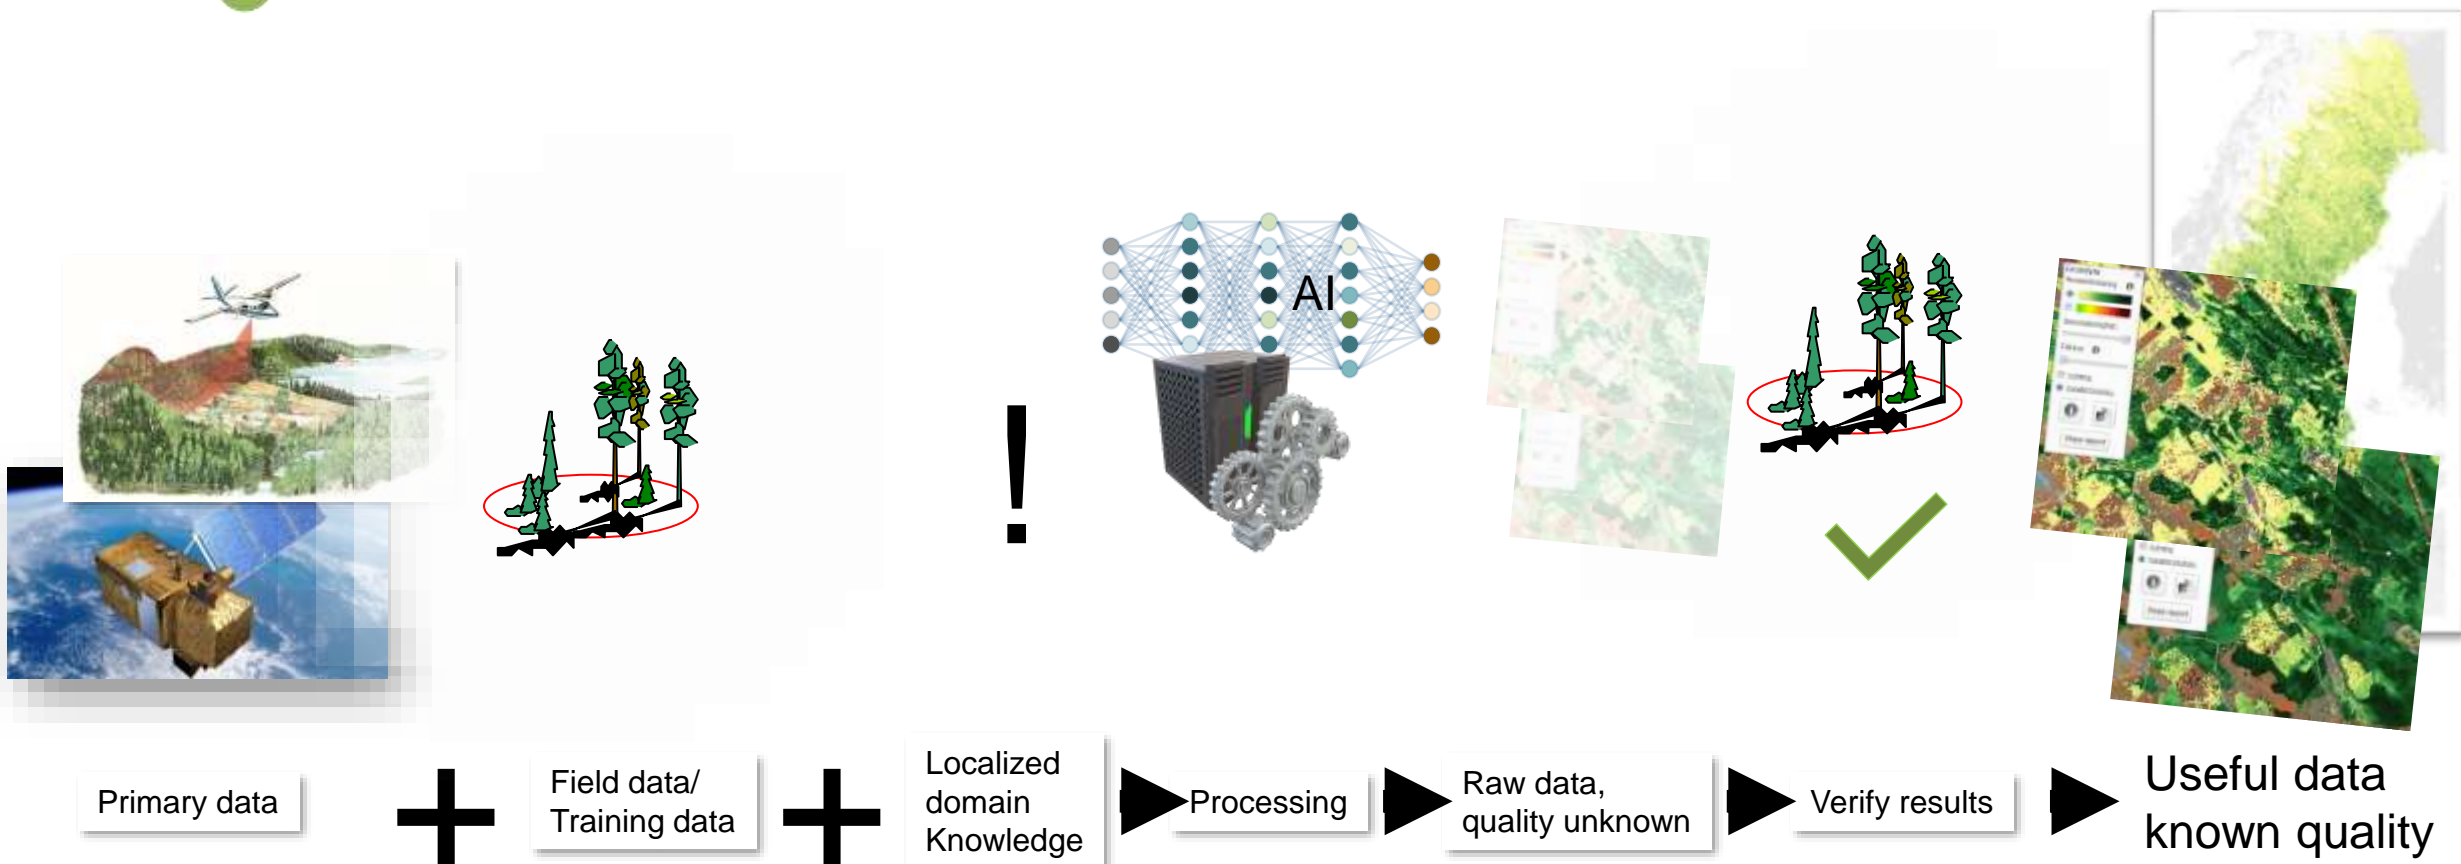 AI
!
Primary data
+
Field data/
Training data
+
Localized
domain
Knowledge
Processing
Raw data,
quality unknown
Verify results
Useful data
known quality